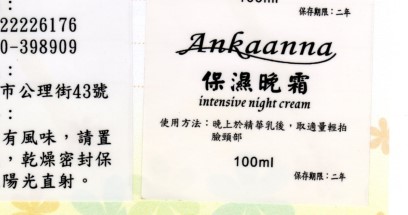 22226176
0-398909
：
市公理街43號
：
有風味，請置
，乾燥密封保
陽光直射。
100ml
保存期限：二年
Ankaanna
保濕晚霜
intensive night cream
使用方法：晚上於精華乳後，取適量輕拍
臉頸部
100ml
保存期限：二年